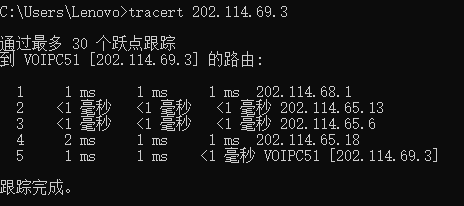 C:\Users\Lenovo>tracert 202.114.69.3
通过最多 30 个跃点跟踪
到 VOIPC51 [202.114.69.3] 的路由:
1 1 ms 1 ms 1 ms 202.114.68.1
2 <1 毫秒 <1 毫秒 <1 毫秒 202.114.65.13
3 <1 毫秒 <1 毫秒 <1 毫秒 202.114.65.6
4 2 ms 1 ms 1 ms 202.114.65.18
5 1 ms 1 ms <1 毫秒 VOIPC51 [202.114.69.3]
跟踪完成。